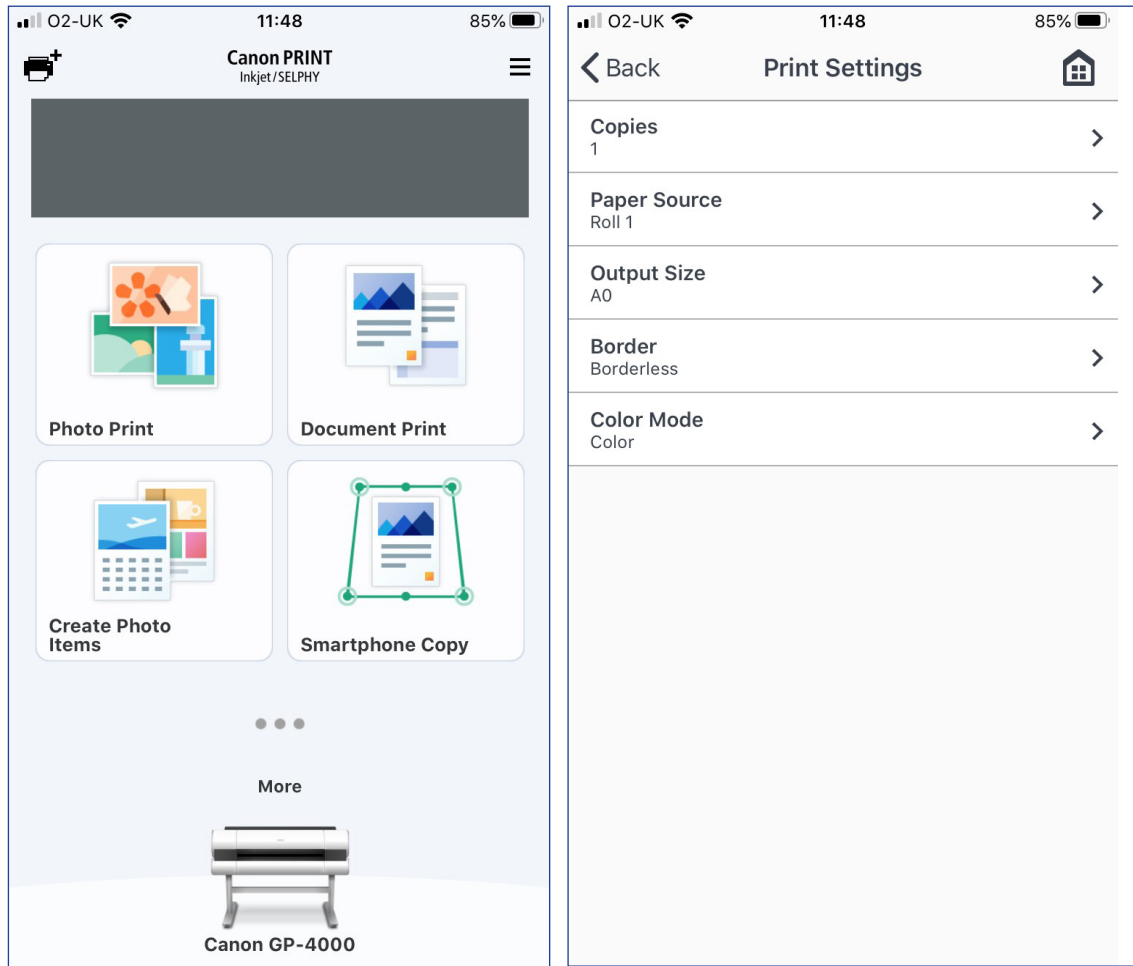 O2-UK 11:48 85%
Canon PRINT
Inkjet/SELPHY
Photo Print
Document Print
Create Photo
Items
Smartphone Copy
More
Canon GP-4000
O2-UK 11:48 85%
Back Print Settings
Copies
1
Paper Source
Roll 1
Output Size
A0
Border
Borderless
Color Mode
Color